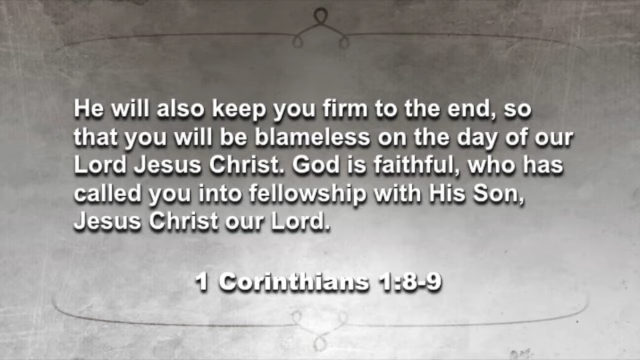 He will also keep you firm to the end, so
that you will be blameless on the day of our
Lord Jesus Christ. God is faithful, who has
called you into fellowship with His Son,
Jesus Christ our Lord.
1 Corinthians 1:8-9